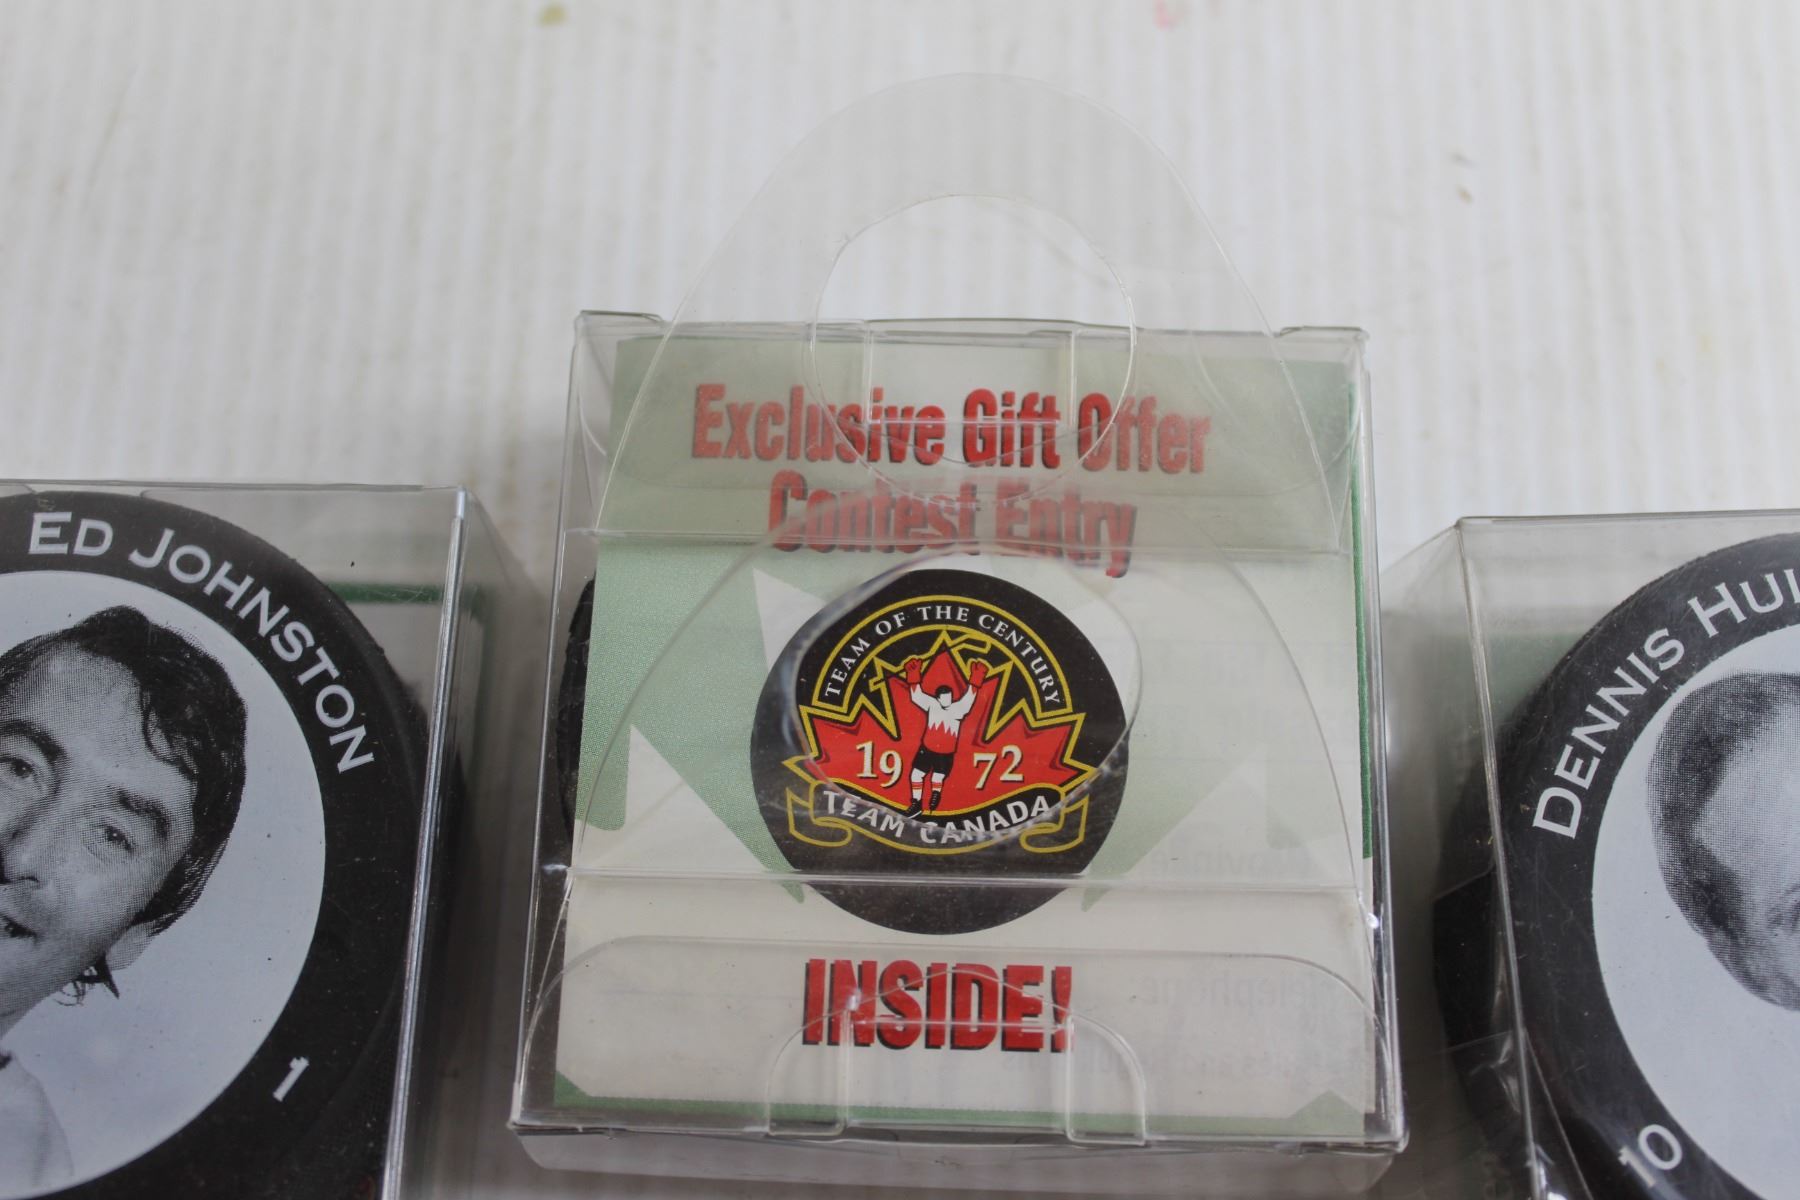 ED JOHNSTON
1
Exclusive Gift Offer
Contest Entry
TEAM OF THE CENTURY
19 72
TEAM CANADA
INSIDE!
DENNIS HUL
10